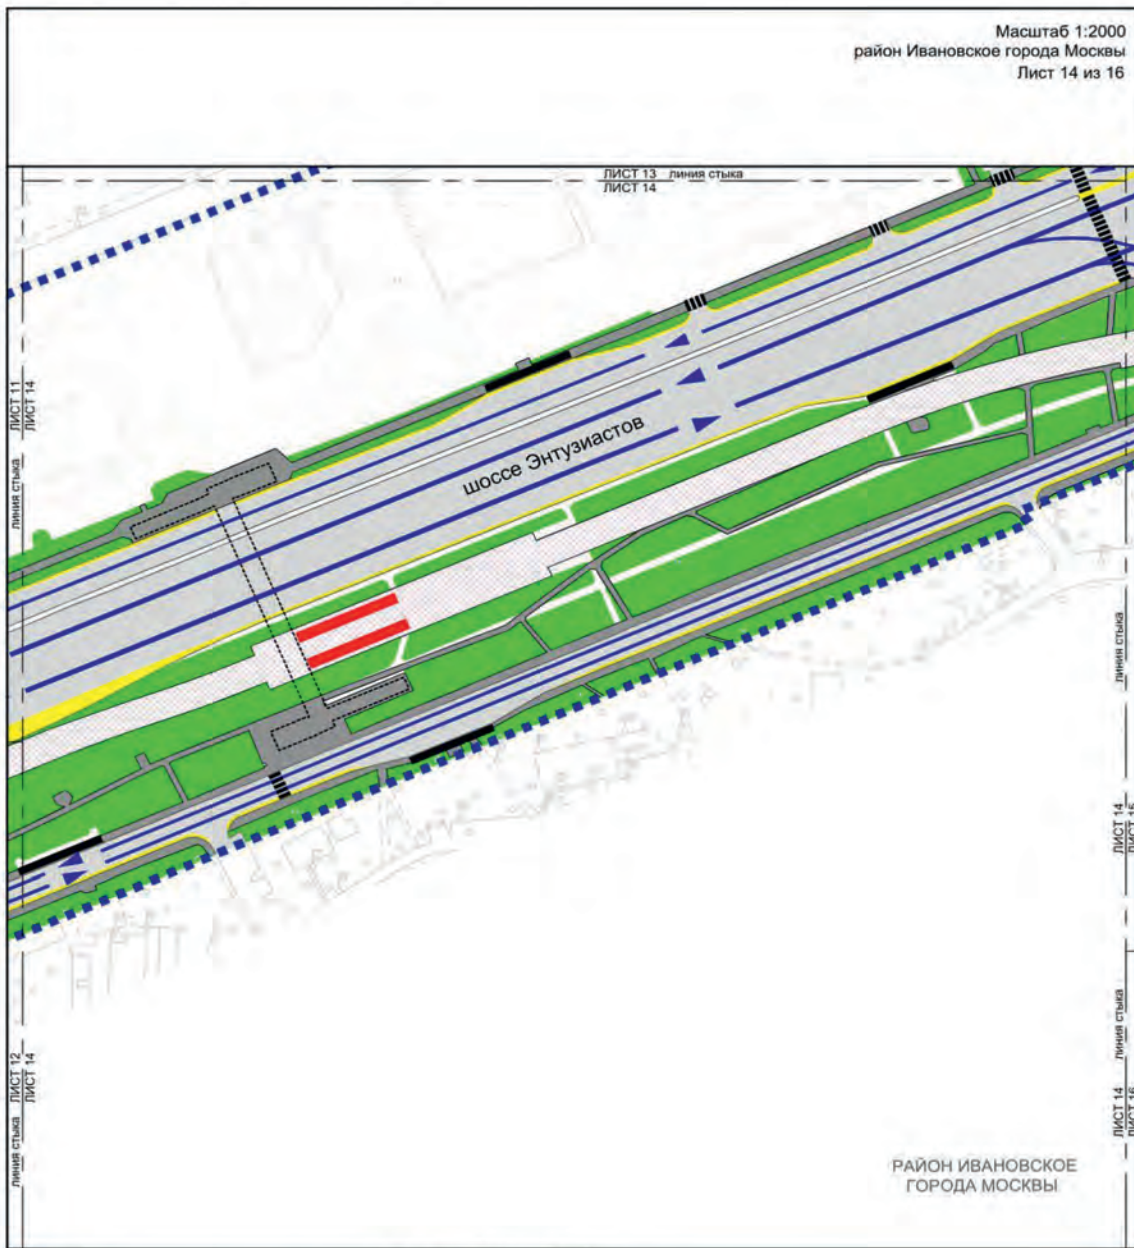 Масштаб 1:2000
район Ивановское города Москвы
Лист 14 из 16
ЛИСТ 13 линия стыка
ЛИСТ 14
ЛИСТ 11
ЛИСТ 14
линия стыка
шоссе Энтузиастов
линия стыка
ЛИСТ 14
ЛИСТ 12
ЛИСТ 14
линия стыка
линия стыка
ЛИСТ 14
ЛИСТ 16
РАЙОН ИВАНОВСКОЕ
ГОРОДА МОСКВЫ